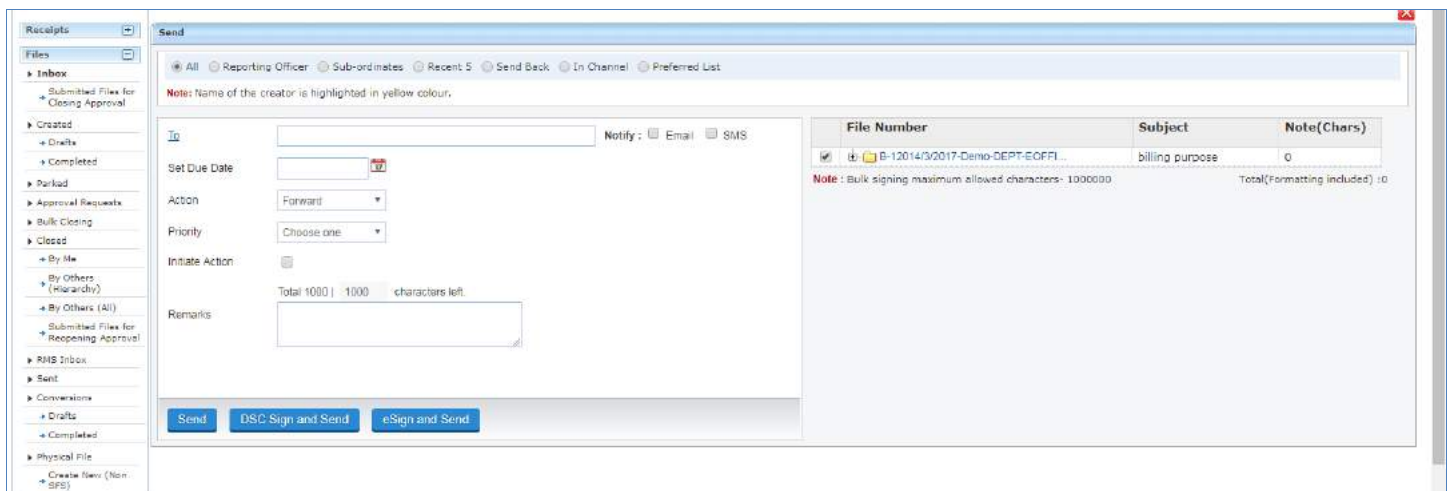 Receipts
Files
Inbox
Submitted Files for
Closing Approval
Created
Drafts
Completed
Parked
Approval Requests
Bulk Closing
Closed
By Me
By Others
(Hierarchy)
By Others (All)
Submitted Files for
Reopening Approval
RMS Inbox
Sent
Conversions
Drafts
Completed
Physical File
Create New (Non
SFS)
Send
All Reporting Officer Sub-ordinates Recent 5 Send Back In Channel Preferred List
Note: Name of the creator is highlighted in yellow colour.
To Notify : Email SMS
Set Due Date
Action Forward
Priority Choose one
Initiate Action
Total 1000 | 1000 characters left.
Remarks
Send DSC Sign and Send eSign and Send
File Number Subject Note(Chars)
B-12014/3/2017-Demo-DEPT-EOFFI... billing purpose 0
Note : Bulk signing maximum allowed characters- 1000000 Total(Formatting included) :0